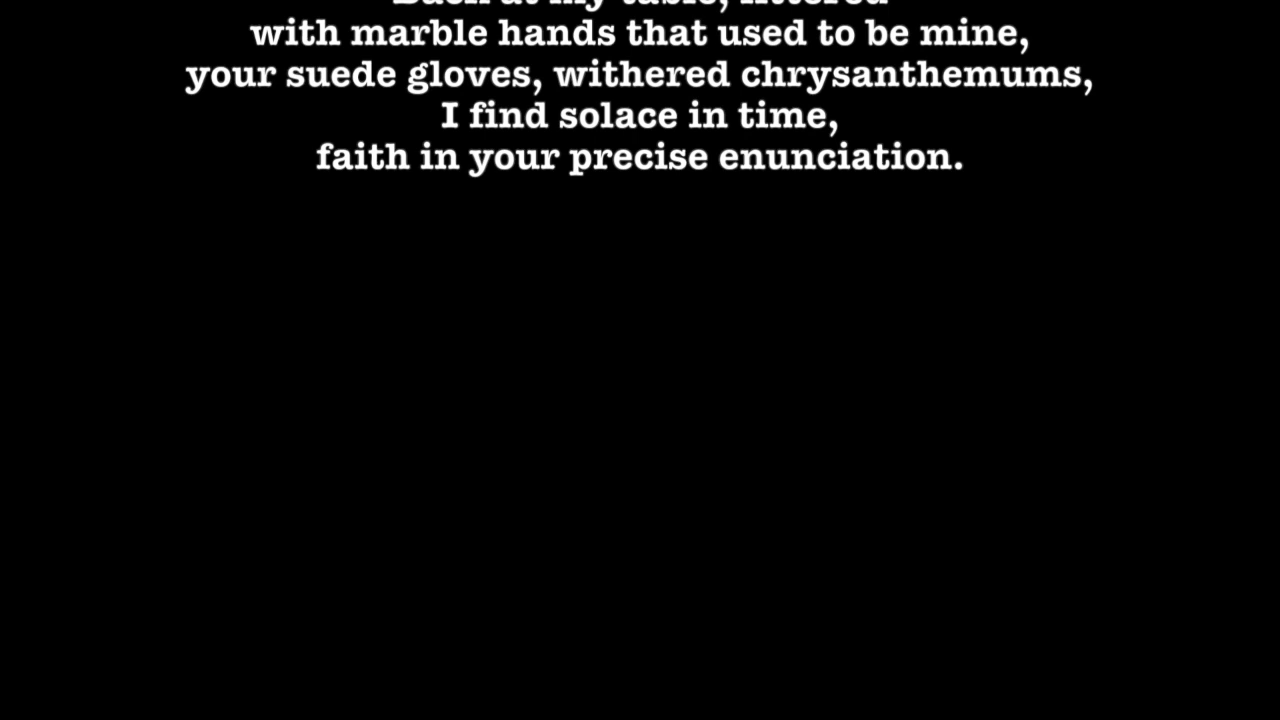 Back at my table, littered
with marble hands that used to be mine,
your suede gloves, withered chrysanthemums,
I find solace in time,
faith in your precise enunciation.